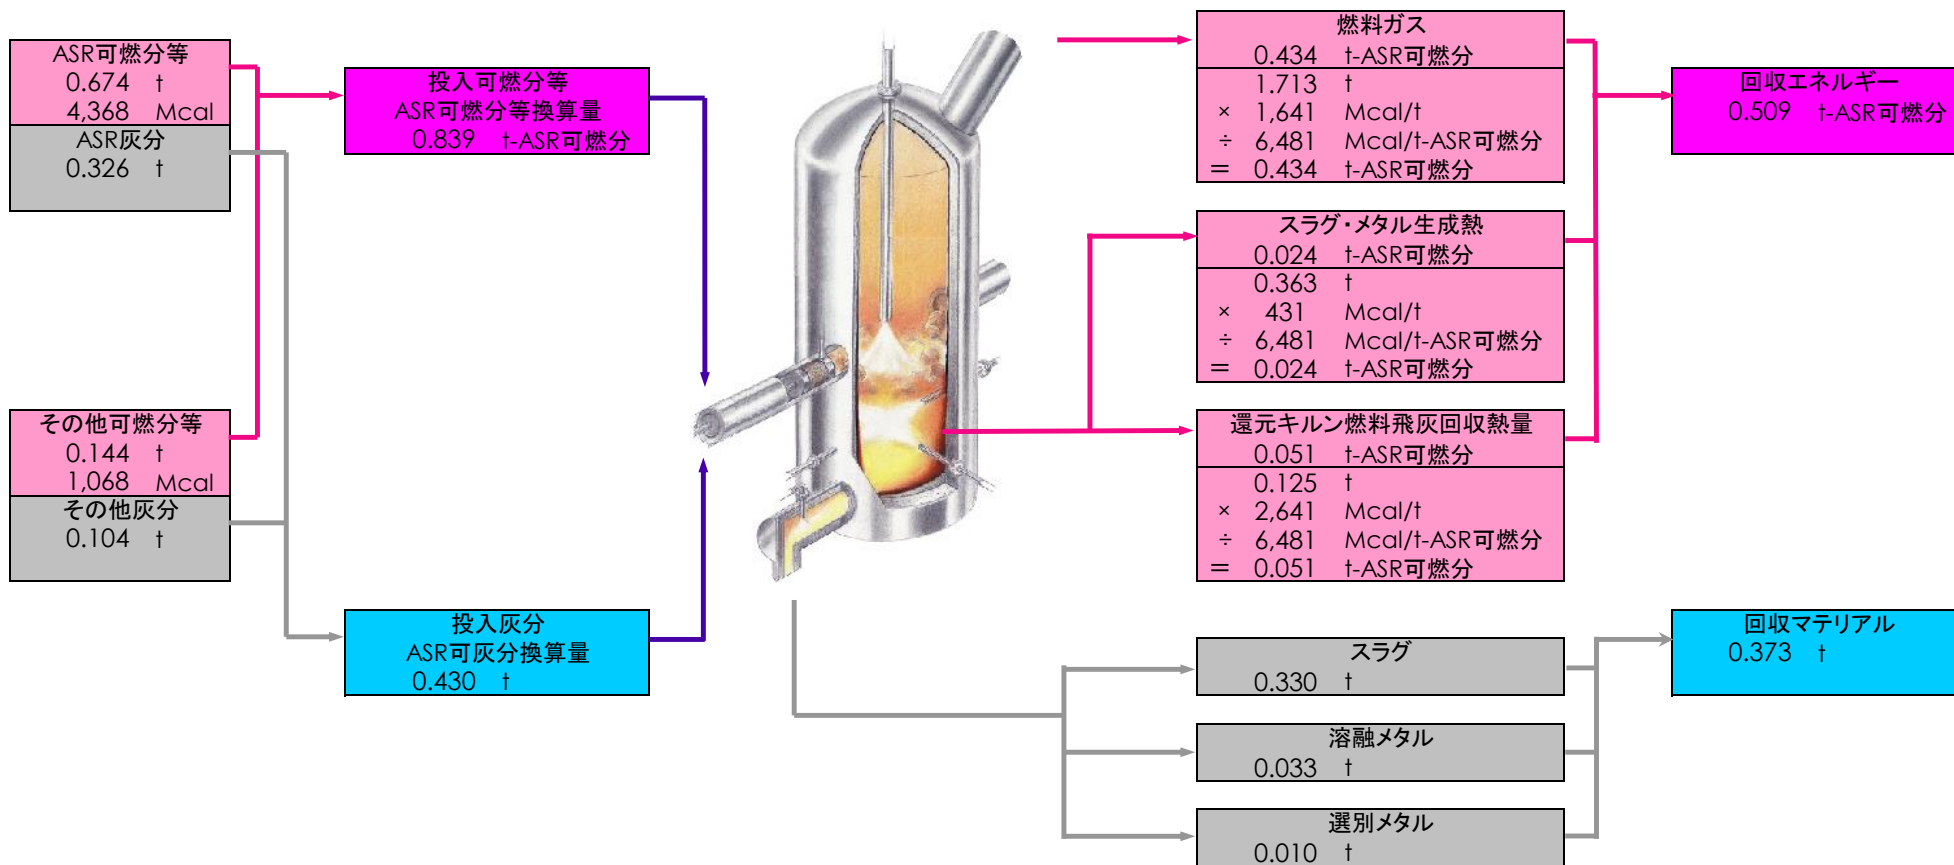 ASR可燃分等
0.674 t
4,368 Mcal
ASR灰分
0.326 t
その他可燃分等
0.144 t
1,068 Mcal
その他灰分
0.104 t
投入可燃分等
ASR可燃分等換算量
0.839 t-ASR可燃分
投入灰分
ASR可灰分換算量
0.430 t
燃料ガス
0.434 t-ASR可燃分
1.713 t
× 1,641 Mcal/t
÷ 6,481 Mcal/t-ASR可燃分
＝ 0.434 t-ASR可燃分
スラグ・メタル生成熱
0.024 t-ASR可燃分
0.363 t
× 431 Mcal/t
÷ 6,481 Mcal/t-ASR可燃分
＝ 0.024 t-ASR可燃分
還元キルン燃料飛灰回収熱量
0.051 t-ASR可燃分
0.125 t
× 2,641 Mcal/t
÷ 6,481 Mcal/t-ASR可燃分
＝ 0.051 t-ASR可燃分
スラグ
0.330 t
溶融メタル
0.033 t
選別メタル
0.010 t
回収エネルギー
0.509 t-ASR可燃分
回収マテリアル
0.373 t